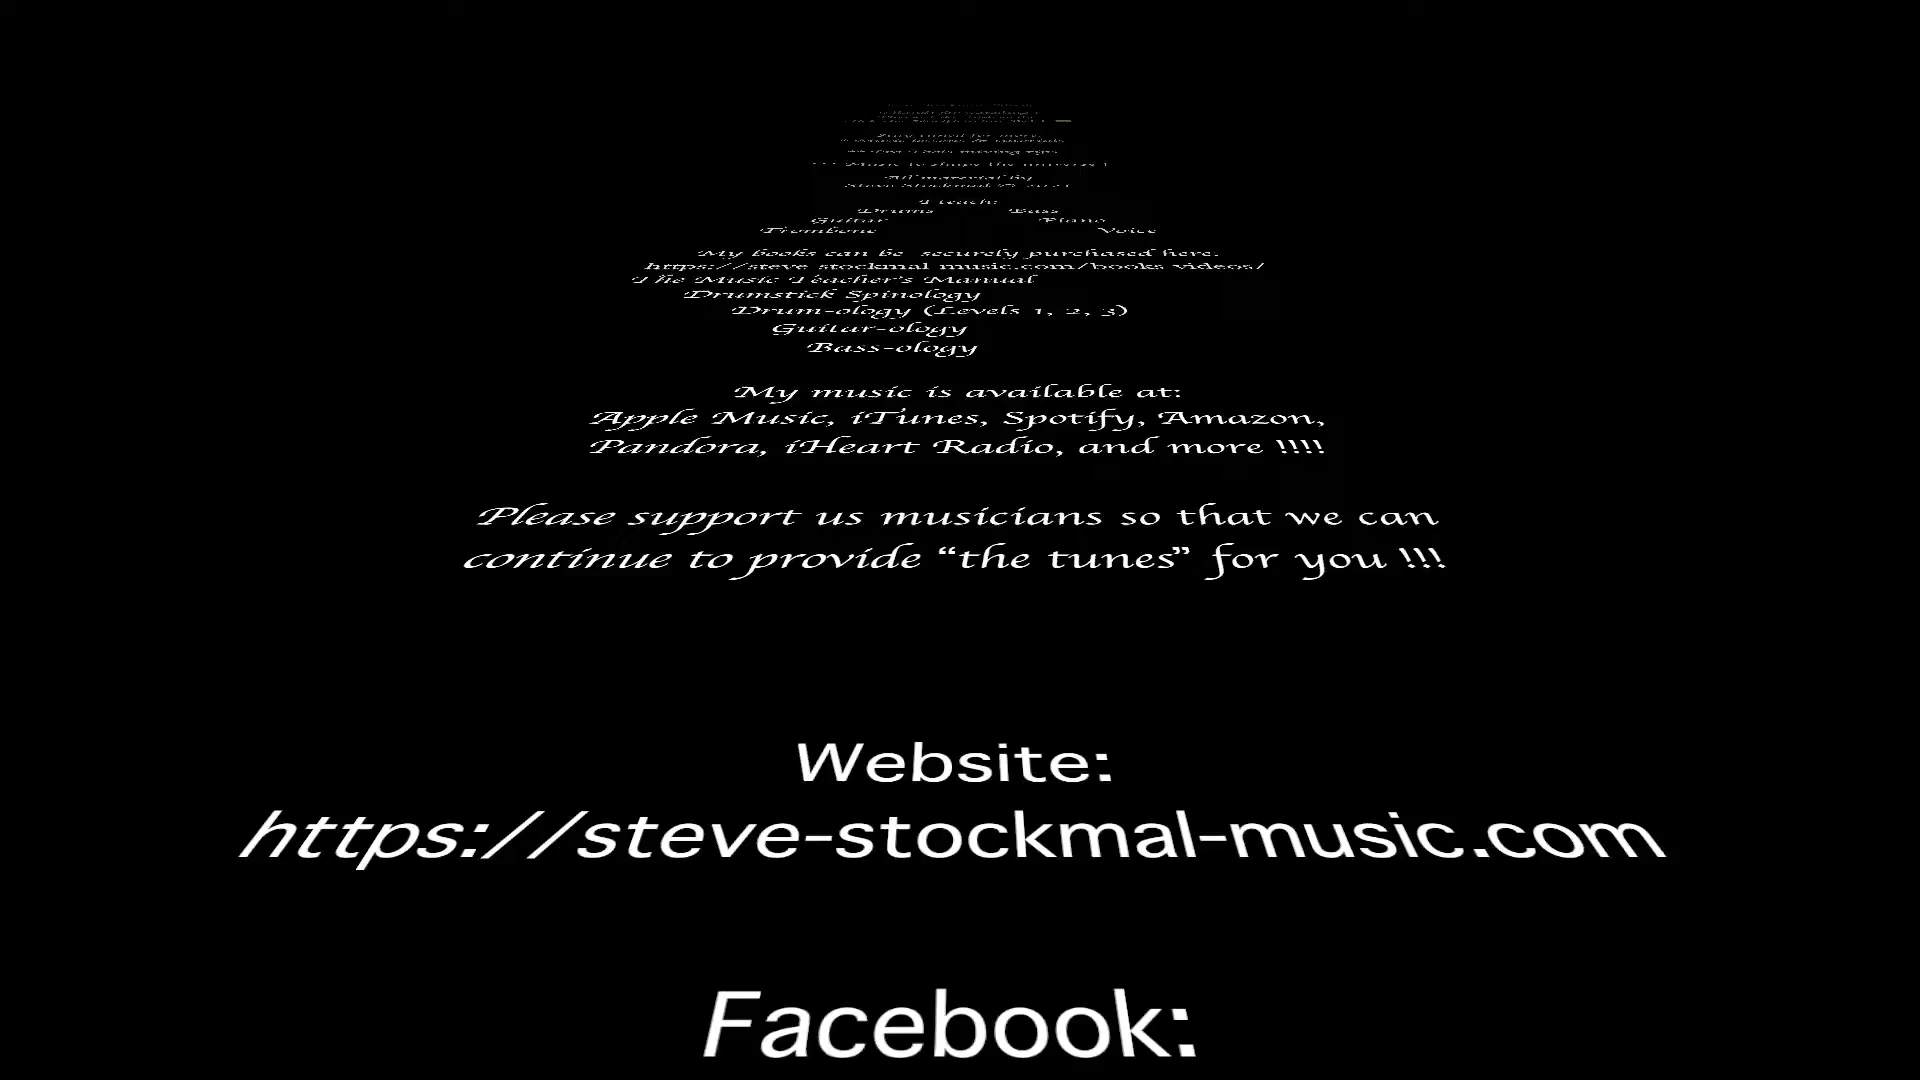 All material by
I teach:
Drums Bass
Guitar Piano
Trombone Voice
My books can be securely purchased here.
https://steve-stockmal-music.com/books-videos/
The Music Teacher's Manual
Drumstick Spinology
Drum-ology (Levels 1, 2, 3)
Guitar-ology
Bass-ology
My music is available at:
Apple Music, iTunes, Spotify, Amazon,
Pandora, iHeart Radio, and more !!!!
Please support us musicians so that we can
continue to provide “the tunes” for you !!!
Website:
https://steve-stockmal-music.com
Facebook: